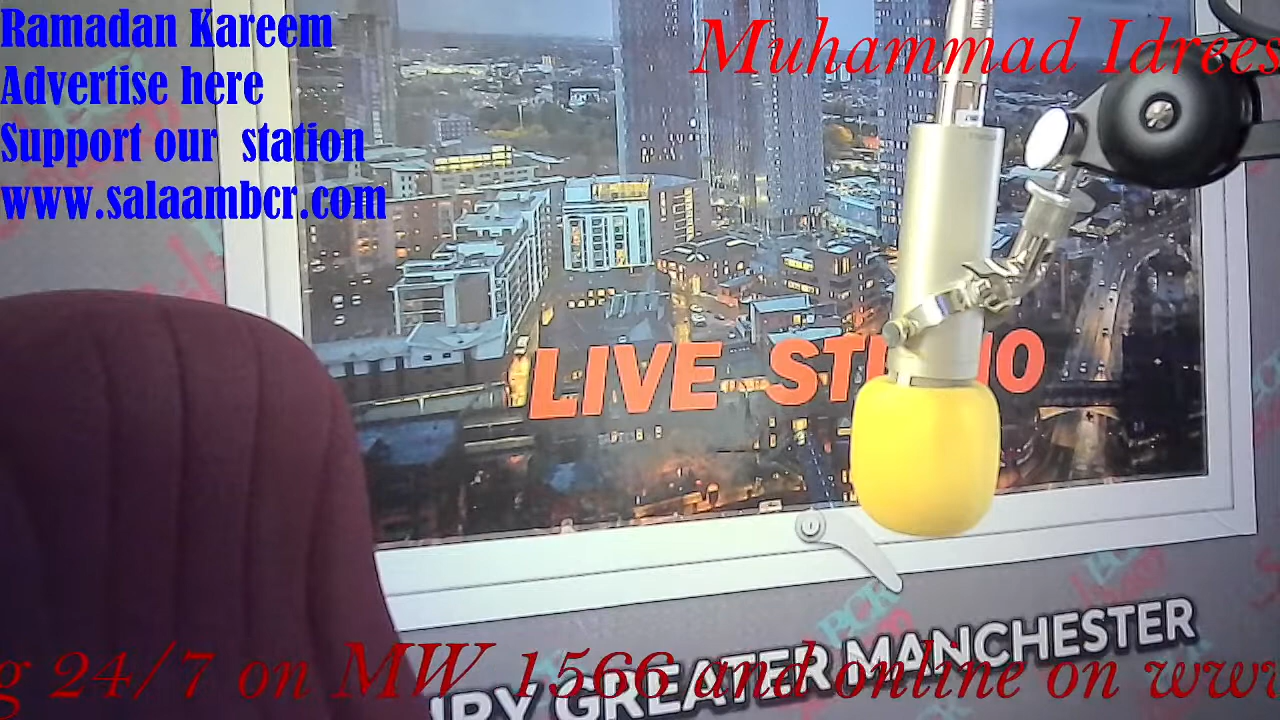 Ramadan Kareem
Muhammad Idrees
Advertise here
Support our station
www.salaambcr.com
LIVE STUDIO
GREATER MANCHESTER
g 24/7 on MW 1566 and online on www